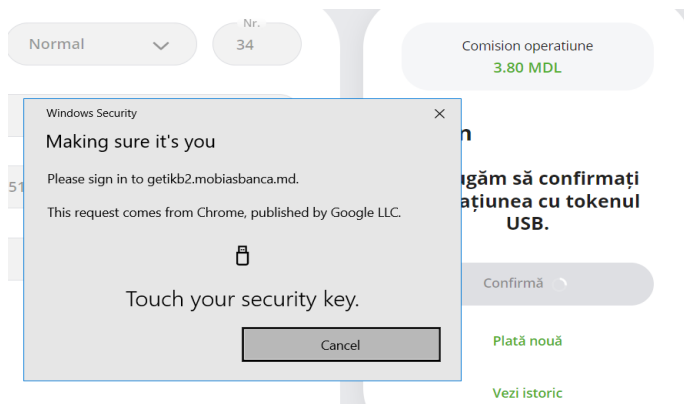 Normal
Nr.
34
Comision operatiune
3.80 MDL
Windows Security
Making sure it's you
Please sign in to getikb2.mobiasbanca.md.
This request comes from Chrome, published by Google LLC.
Touch your security key.
Cancel
51
n
găm să confirmați
ațiunea cu tokenul
USB.
Confirmă
Plată nouă
Vezi istoric